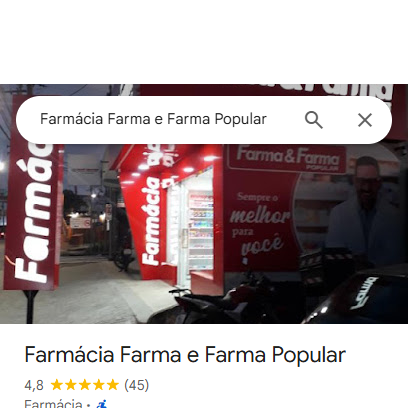 Farmácia Farma e Farma Popular
Farmácia
Farmácia
Farma & Farma
POPULAR
Sempre o
melhor
para
você
Farmácia Farma e Farma Popular
4,8 (45)
Farmácia ·